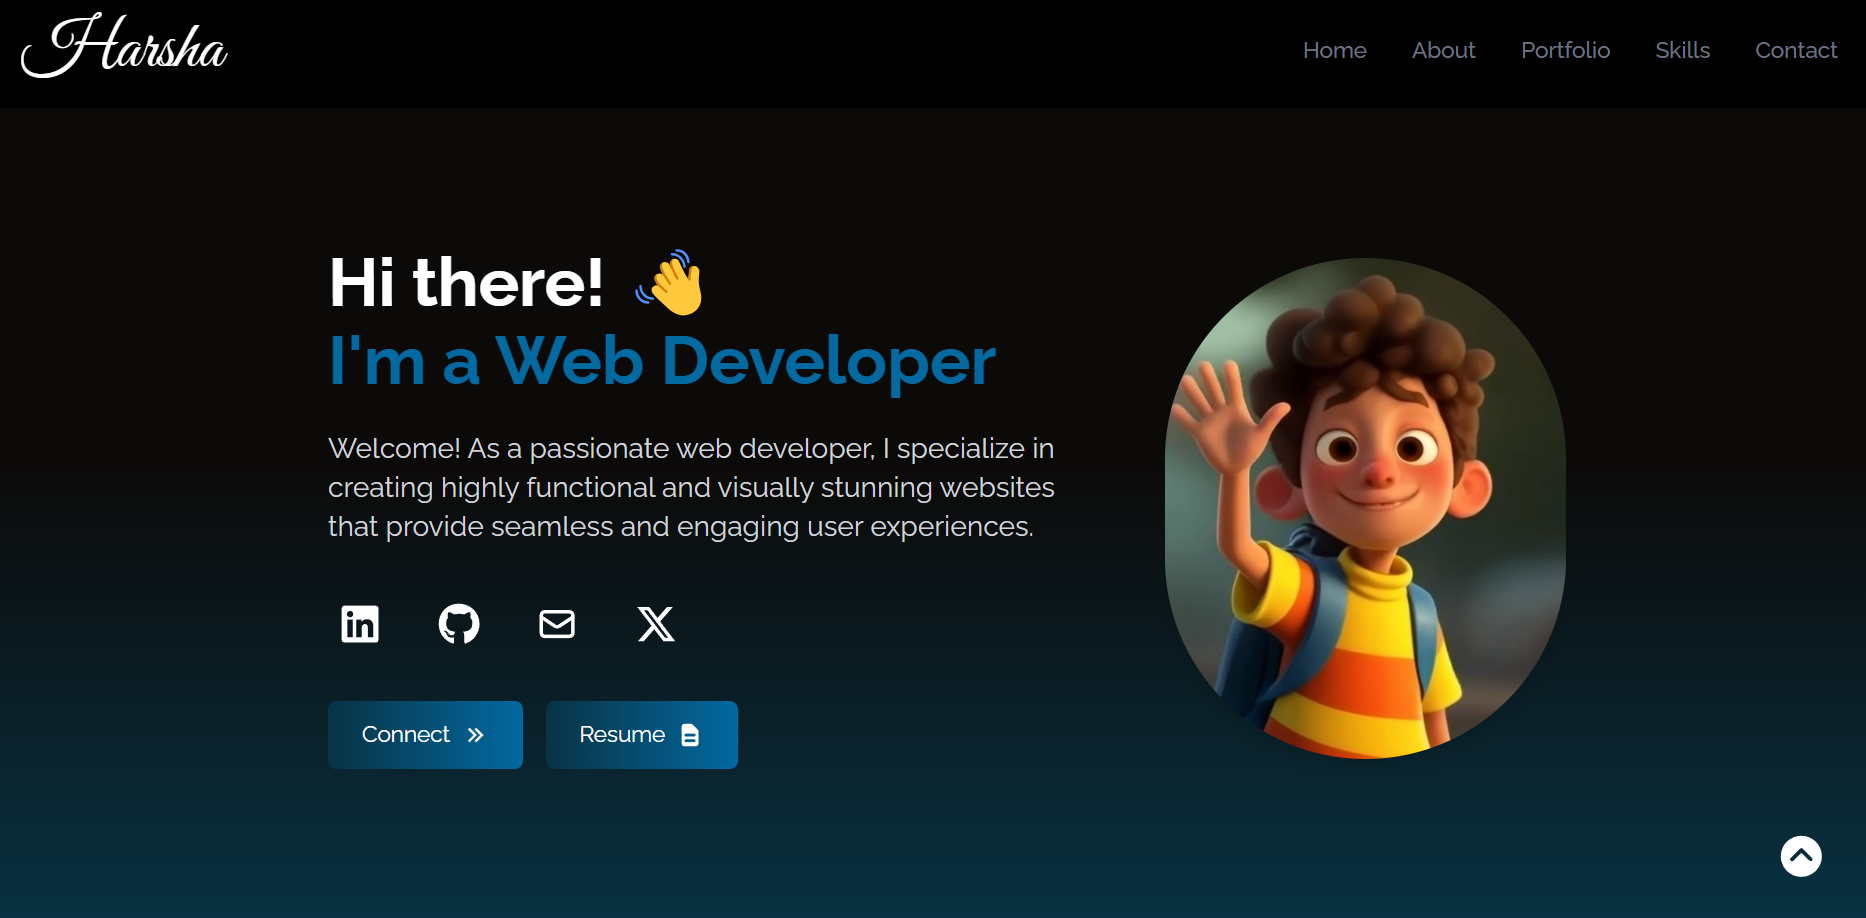 Harsha
Home About Portfolio Skills Contact
Hi there!
I'm a Web Developer
Welcome! As a passionate web developer, I specialize in
creating highly functional and visually stunning websites
that provide seamless and engaging user experiences.
in
X
Connect
Resume